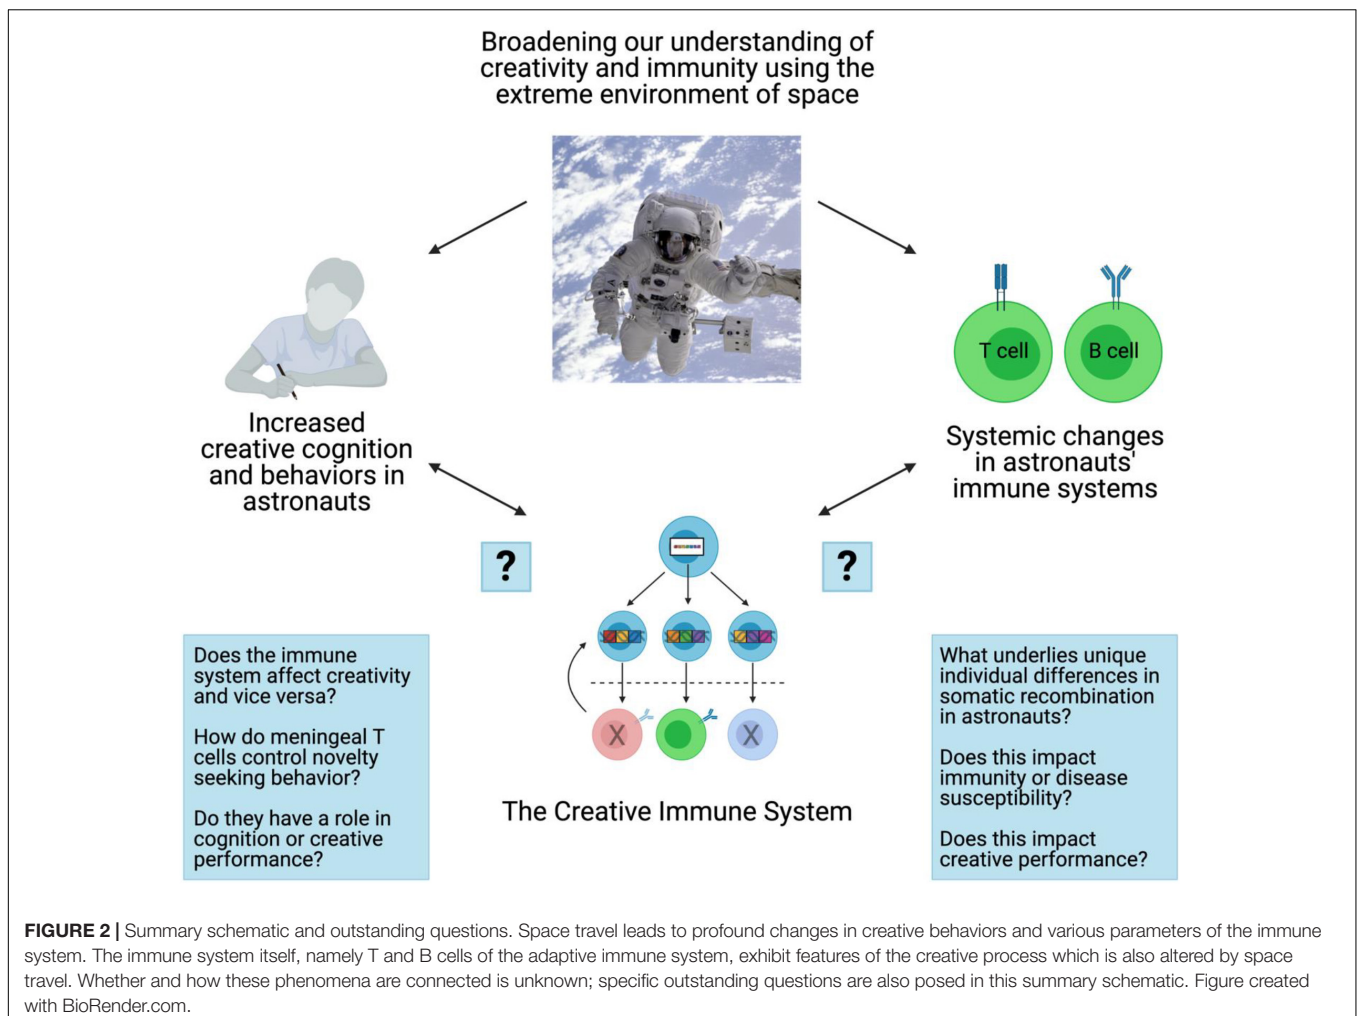 Broadening our understanding of
creativity and immunity using the
extreme environment of space
T cell
B cell
Increased
creative cognition
and behaviors in
astronauts
Systemic changes
in astronauts'
immune systems
?
?
X
X
The Creative Immune System
Does the immune
system affect creativity
and vice versa?
How do meningeal T
cells control novelty
seeking behavior?
Do they have a role in
cognition or creative
performance?
What underlies unique
individual differences in
somatic recombination
in astronauts?
Does this impact
immunity or disease
susceptibility?
Does this impact
creative performance?
FIGURE 2 | Summary schematic and outstanding questions. Space travel leads to profound changes in creative behaviors and various parameters of the immune
system. The immune system itself, namely T and B cells of the adaptive immune system, exhibit features of the creative process which is also altered by space
travel. Whether and how these phenomena are connected is unknown; specific outstanding questions are also posed in this summary schematic. Figure created
with BioRender.com.